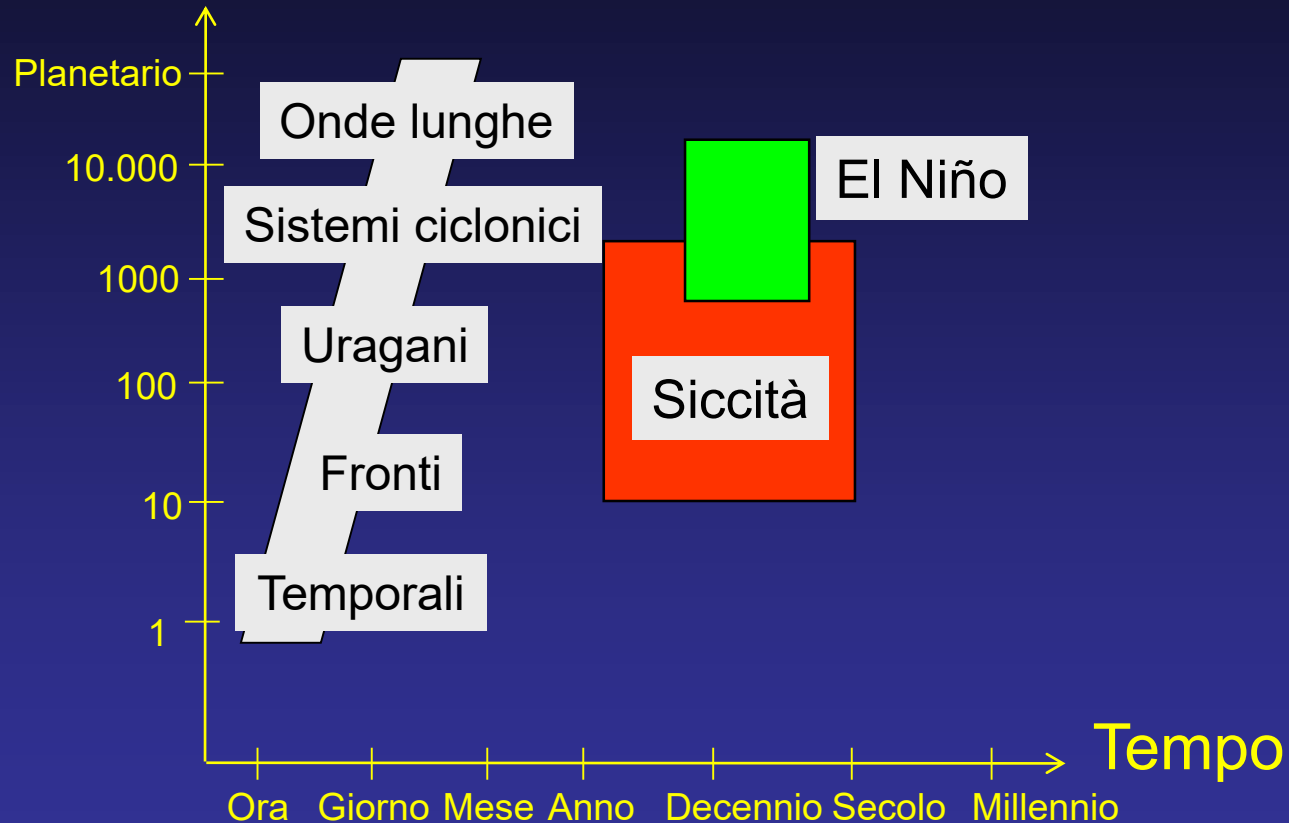 Planetario
Onde lunghe
10.000
El Niño
Sistemi ciclonici
1000
Uragani
100
Siccità
Fronti
10
Temporali
1
Tempo
Ora Giorno Mese Anno Decennio Secolo Millennio